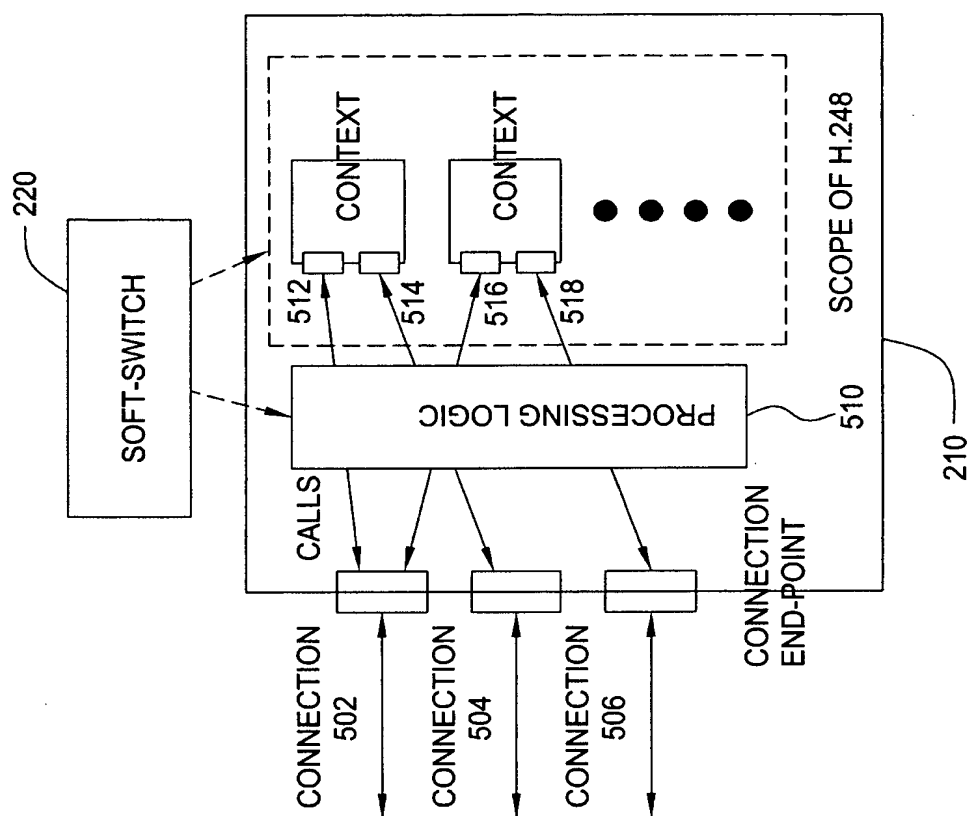 220
SOFT-SWITCH
CONTEXT
CONTEXT
512
514
516
518
SCOPE OF H.248
PROCESSING LOGIC
510
210
CALLS
CONNECTION
END-POINT
CONNECTION
502
CONNECTION
504
CONNECTION
506